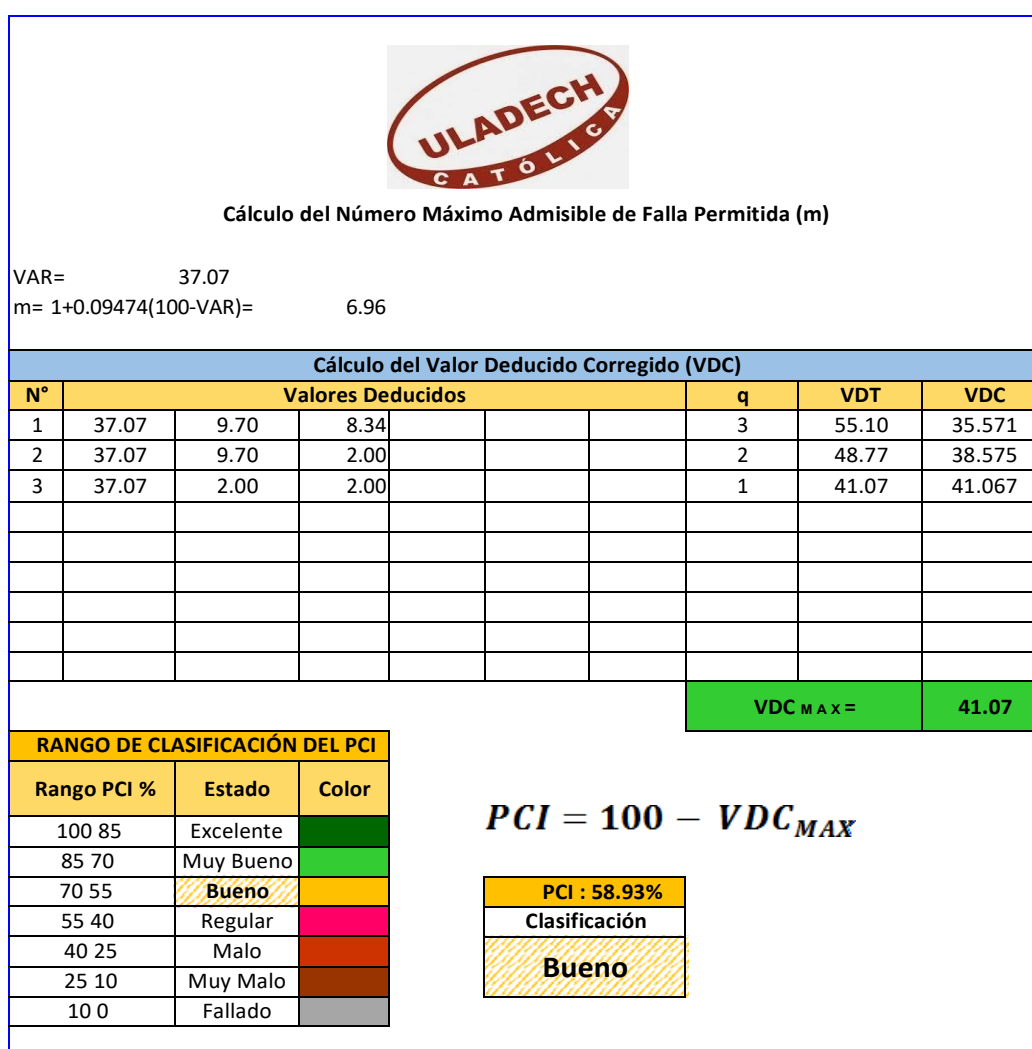 ULADECH
CATÓLICA
Cálculo del Número Máximo Admisible de Falla Permitida (m)
VAR= 37.07
m= 1+0.09474(100-VAR)= 6.96
Cálculo del Valor Deducido Corregido (VDC)
N° Valores Deducidos q VDT VDC
1 37.07 9.70 8.34 3 55.10 35.571
2 37.07 9.70 2.00 2 48.77 38.575
3 37.07 2.00 2.00 1 41.07 41.067
VDC MAX= 41.07
RANGO DE CLASIFICACIÓN DEL PCI
Rango PCI % Estado Color
100 85 Excelente
85 70 Muy Bueno
70 55 Bueno
55 40 Regular
40 25 Malo
25 10 Muy Malo
10 0 Fallado
PCI = 100 − VDC MAX
PCI : 58.93%
Clasificación
Bueno